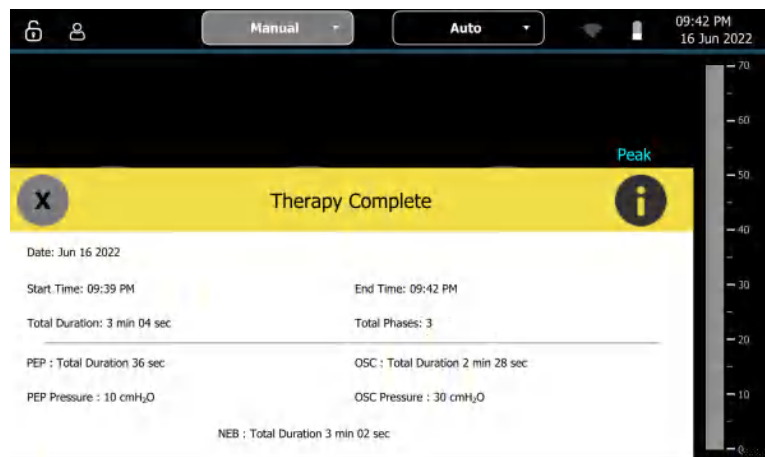 Manual Auto 09:42 PM
16 Jun 2022
70
60
Peak
50
X Therapy Complete i
40
Date: Jun 16 2022
Start Time: 09:39 PM End Time: 09:42 PM
30
Total Duration: 3 min 04 sec Total Phases: 3
20
PEP : Total Duration 36 sec OSC : Total Duration 2 min 28 sec
PEP Pressure : 10 cmH₂O OSC Pressure : 30 cmH₂O
10
NEB : Total Duration 3 min 02 sec
0